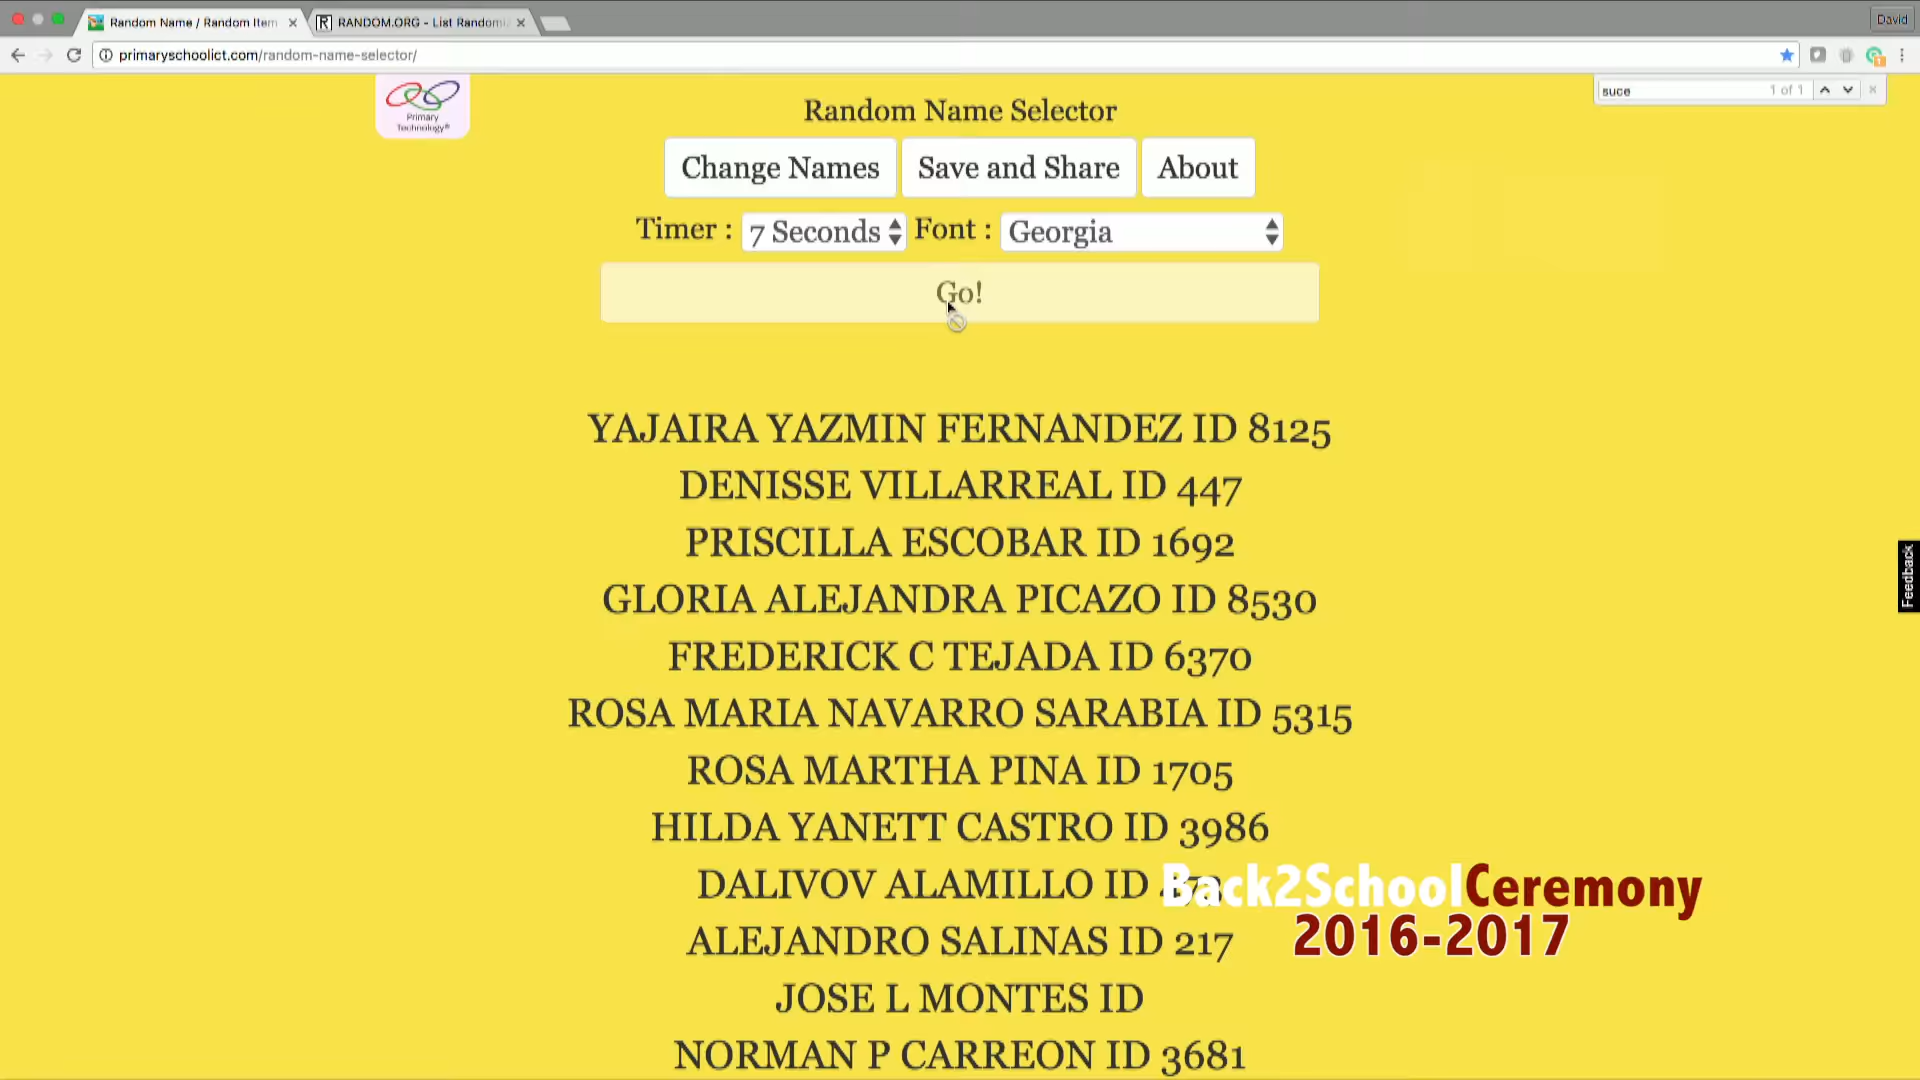 Random Name / Random Item
RANDOM.ORG - List Randomi
David
primaryschoolict.com/random-name-selector/
suce
1 of 1
Primary
Technology®
Random Name Selector
Change Names
Save and Share
About
Timer : 7 Seconds Font : Georgia
Go!
YAJAIRA YAZMIN FERNANDEZ ID 8125
DENISSE VILLARREAL ID 447
PRISCILLA ESCOBAR ID 1692
GLORIA ALEJANDRA PICAZO ID 8530
FREDERICK C TEJADA ID 6370
ROSA MARIA NAVARRO SARABIA ID 5315
ROSA MARTHA PINA ID 1705
HILDA YANETT CASTRO ID 3986
DALIVOV ALAMILLO ID
Back2SchoolCeremony
2016-2017
ALEJANDRO SALINAS ID 217
JOSE L MONTES ID
NORMAN P CARREON ID 3681
Feedback